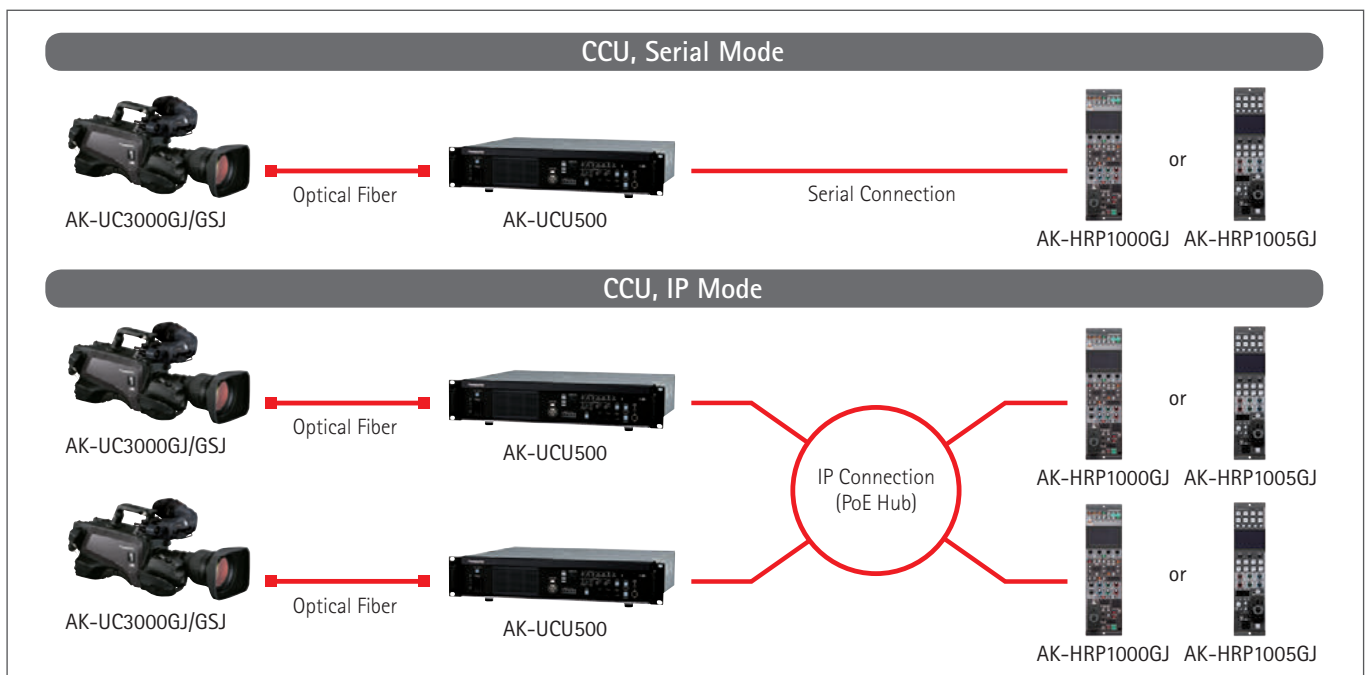 CCU, Serial Mode
Optical Fiber
Serial Connection
or
AK-UC3000GJ/GSJ
AK-UCU500
AK-HRP1000GJ AK-HRP1005GJ
CCU, IP Mode
Optical Fiber
or
AK-UC3000GJ/GSJ
AK-UCU500
AK-HRP1000GJ AK-HRP1005GJ
IP Connection
(PoE Hub)
Optical Fiber
or
AK-UC3000GJ/GSJ
AK-UCU500
AK-HRP1000GJ AK-HRP1005GJ